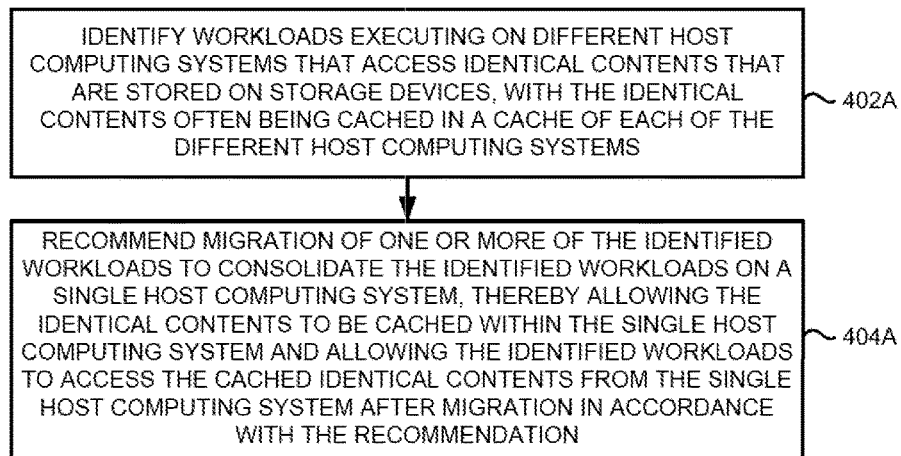 IDENTIFY WORKLOADS EXECUTING ON DIFFERENT HOST
COMPUTING SYSTEMS THAT ACCESS IDENTICAL CONTENTS THAT
ARE STORED ON STORAGE DEVICES, WITH THE IDENTICAL
CONTENTS OFTEN BEING CACHED IN A CACHE OF EACH OF THE
DIFFERENT HOST COMPUTING SYSTEMS
402A
RECOMMEND MIGRATION OF ONE OR MORE OF THE IDENTIFIED
WORKLOADS TO CONSOLIDATE THE IDENTIFIED WORKLOADS ON A
SINGLE HOST COMPUTING SYSTEM, THEREBY ALLOWING THE
IDENTICAL CONTENTS TO BE CACHED WITHIN THE SINGLE HOST
COMPUTING SYSTEM AND ALLOWING THE IDENTIFIED WORKLOADS
TO ACCESS THE CACHED IDENTICAL CONTENTS FROM THE SINGLE
HOST COMPUTING SYSTEM AFTER MIGRATION IN ACCORDANCE
WITH THE RECOMMENDATION
404A